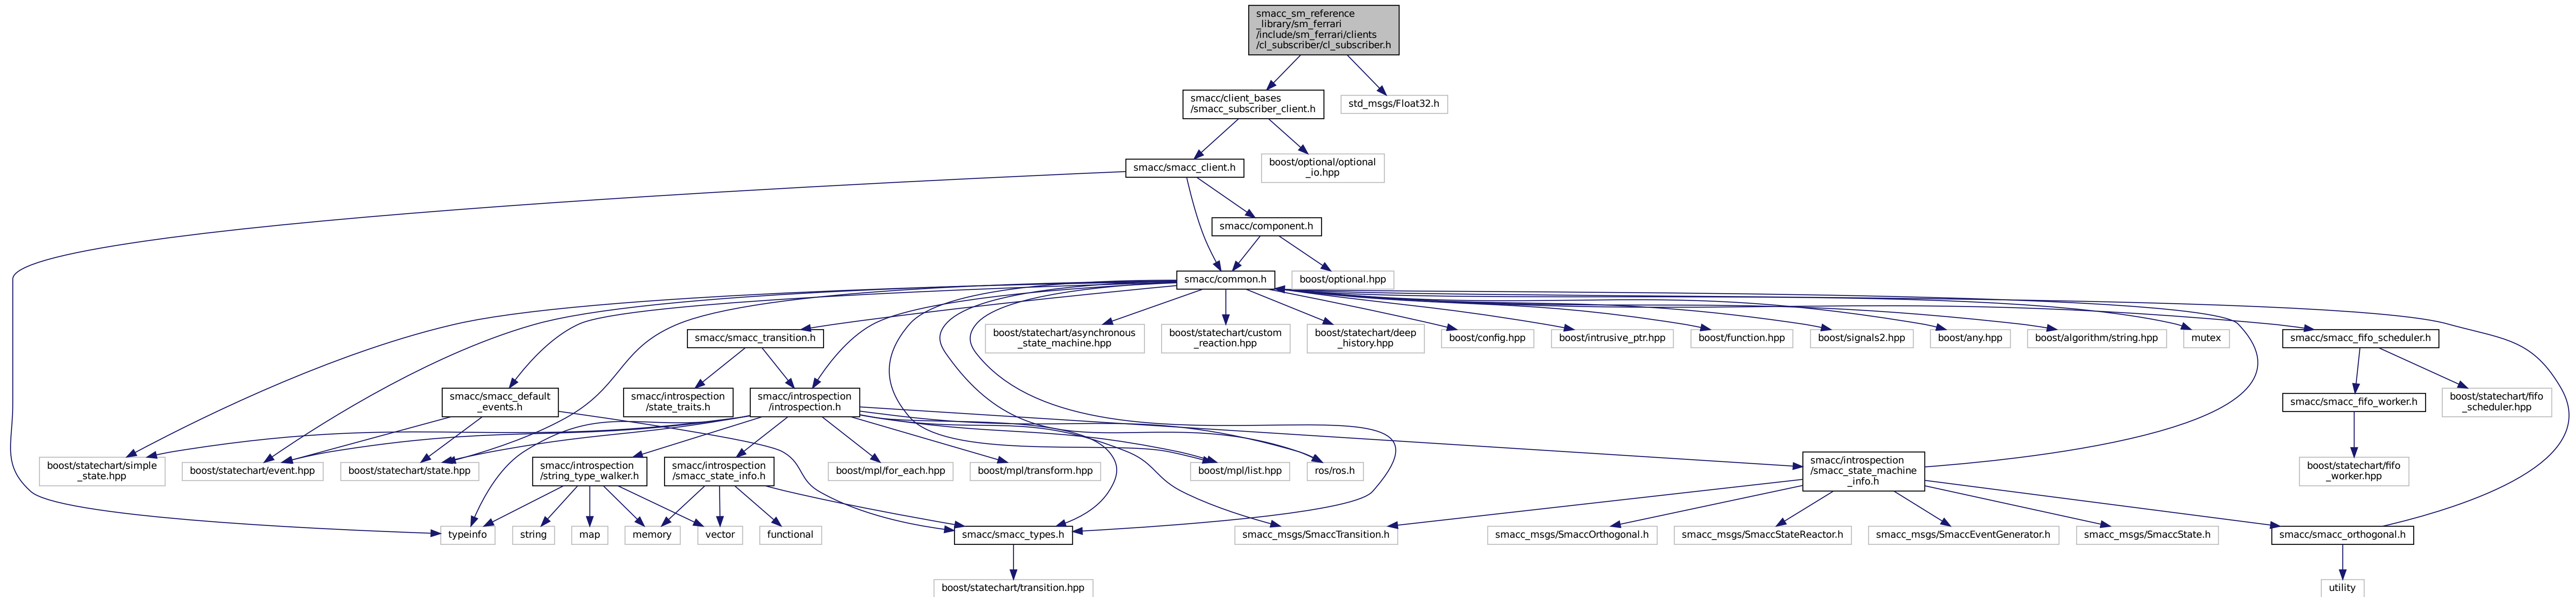 smacc_sm_reference
_library/sm_ferrari
/include/sm_ferrari/clients
/cl_subscriber/cl_subscriber.h
smacc/client_bases
/smacc_subscriber_client.h
std_msgs/Float32.h
smacc/smacc_client.h
boost/optional/optional
_io.hpp
smacc/component.h
smacc/common.h
boost/optional.hpp
smacc/smacc_transition.h
boost/statechart/asynchronous
_state_machine.hpp
boost/statechart/custom
_reaction.hpp
boost/statechart/deep
_history.hpp
boost/config.hpp
boost/intrusive_ptr.hpp
boost/function.hpp
boost/signals2.hpp
boost/any.hpp
boost/algorithm/string.hpp
mutex
smacc/smacc_fifo_scheduler.h
smacc/smacc_default
_events.h
smacc/introspection
/state_traits.h
smacc/introspection
/introspection.h
smacc/smacc_fifo_worker.h
boost/statechart/fifo
_scheduler.hpp
boost/statechart/simple
_state.hpp
boost/statechart/event.hpp
boost/statechart/state.hpp
smacc/introspection
/string_type_walker.h
smacc/introspection
/smacc_state_info.h
boost/mpl/for_each.hpp
boost/mpl/transform.hpp
boost/mpl/list.hpp
ros/ros.h
smacc/introspection
/smacc_state_machine
_info.h
boost/statechart/fifo
_worker.hpp
typeinfo
string
map
memory
vector
functional
smacc/smacc_types.h
smacc_msgs/SmaccTransition.h
smacc_msgs/SmaccOrthogonal.h
smacc_msgs/SmaccStateReactor.h
smacc_msgs/SmaccEventGenerator.h
smacc_msgs/SmaccState.h
smacc/smacc_orthogonal.h
boost/statechart/transition.hpp
utility